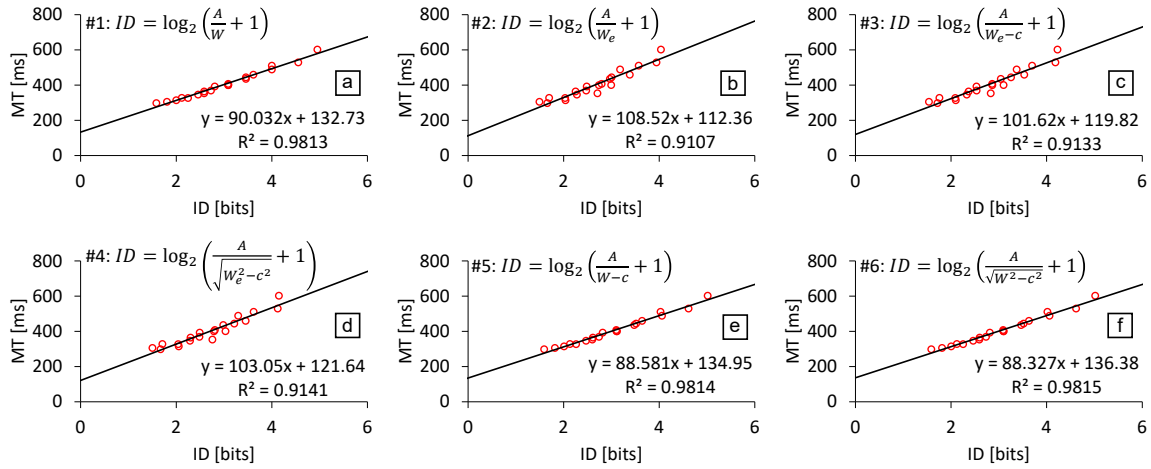 #1: ID = log₂(A/W + 1)
800
600
400
200
0
MT [ms]
a
y = 90.032x + 132.73
R² = 0.9813
0 2 4 6
ID [bits]
#2: ID = log₂(A/Wₑ + 1)
800
600
400
200
0
MT [ms]
b
y = 108.52x + 112.36
R² = 0.9107
0 2 4 6
ID [bits]
#3: ID = log₂(A/(Wₑ−c) + 1)
800
600
400
200
0
MT [ms]
c
y = 101.62x + 119.82
R² = 0.9133
0 2 4 6
ID [bits]
#4: ID = log₂(A/√(Wₑ²−c²) + 1)
800
600
400
200
0
MT [ms]
d
y = 103.05x + 121.64
R² = 0.9141
0 2 4 6
ID [bits]
#5: ID = log₂(A/(W−c) + 1)
800
600
400
200
0
MT [ms]
e
y = 88.581x + 134.95
R² = 0.9814
0 2 4 6
ID [bits]
#6: ID = log₂(A/√(W²−c²) + 1)
800
600
400
200
0
MT [ms]
f
y = 88.327x + 136.38
R² = 0.9815
0 2 4 6
ID [bits]